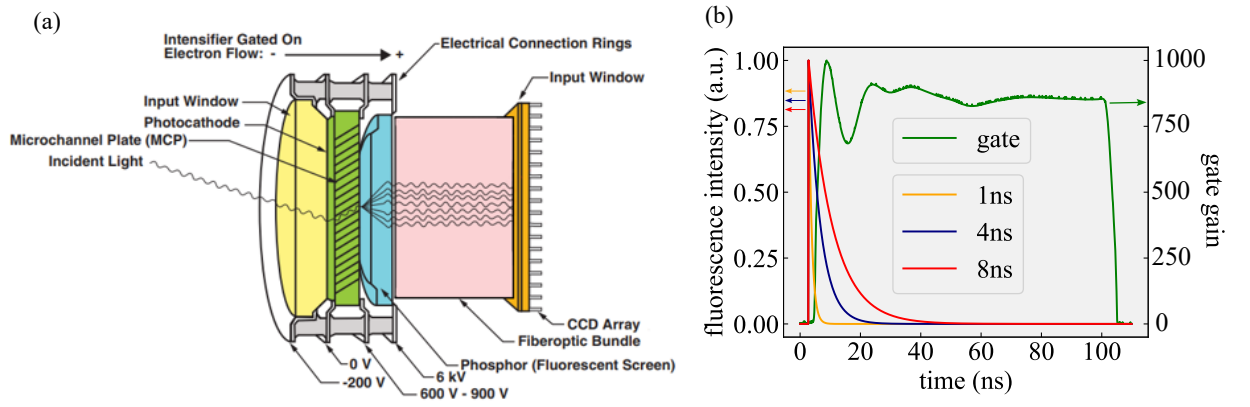 (a)
Intensifier Gated On
Electron Flow: - +
Electrical Connection Rings
Input Window
Input Window
Photocathode
Microchannel Plate (MCP)
Incident Light
CCD Array
Fiberoptic Bundle
Phosphor (Fluorescent Screen)
0 V
6 kV
-200 V
600 V - 900 V
(b)
fluorescence intensity (a.u.)
1.00
0.75
0.50
0.25
0.00
gate
1ns
4ns
8ns
1000
750
500
250
0
gate gain
0 20 40 60 80 100
time (ns)